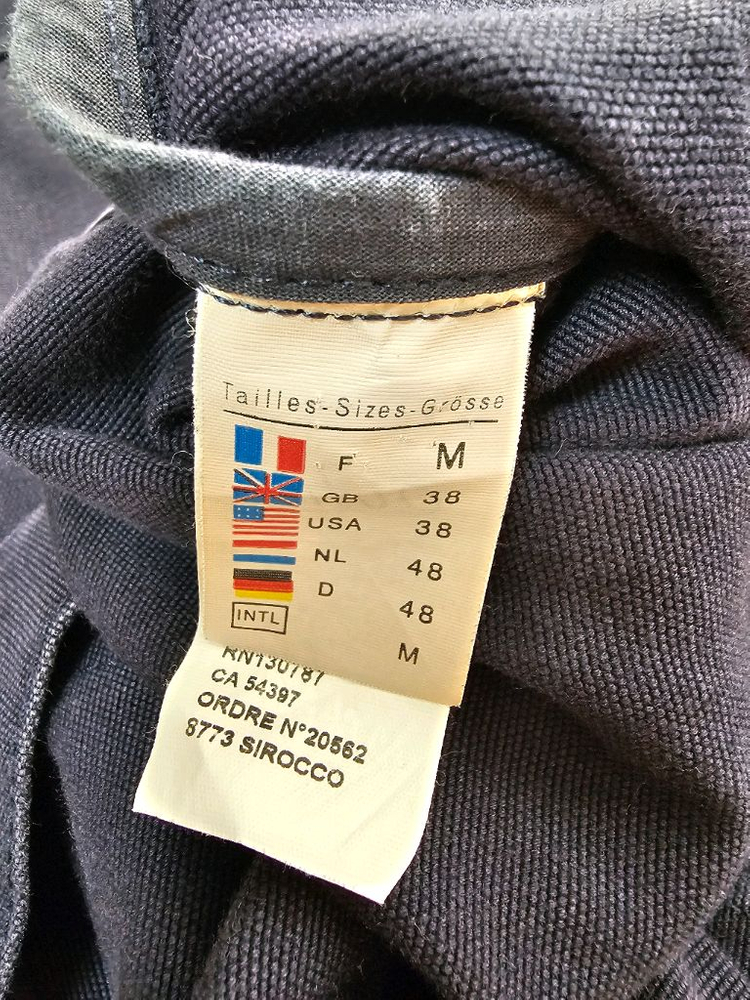 Tailles-Sizes-Grösse
F M
GB 38
USA 38
NL 48
D 48
INTL M
RN130787
CA 54397
ORDRE N°20562
8773 SIROCCO